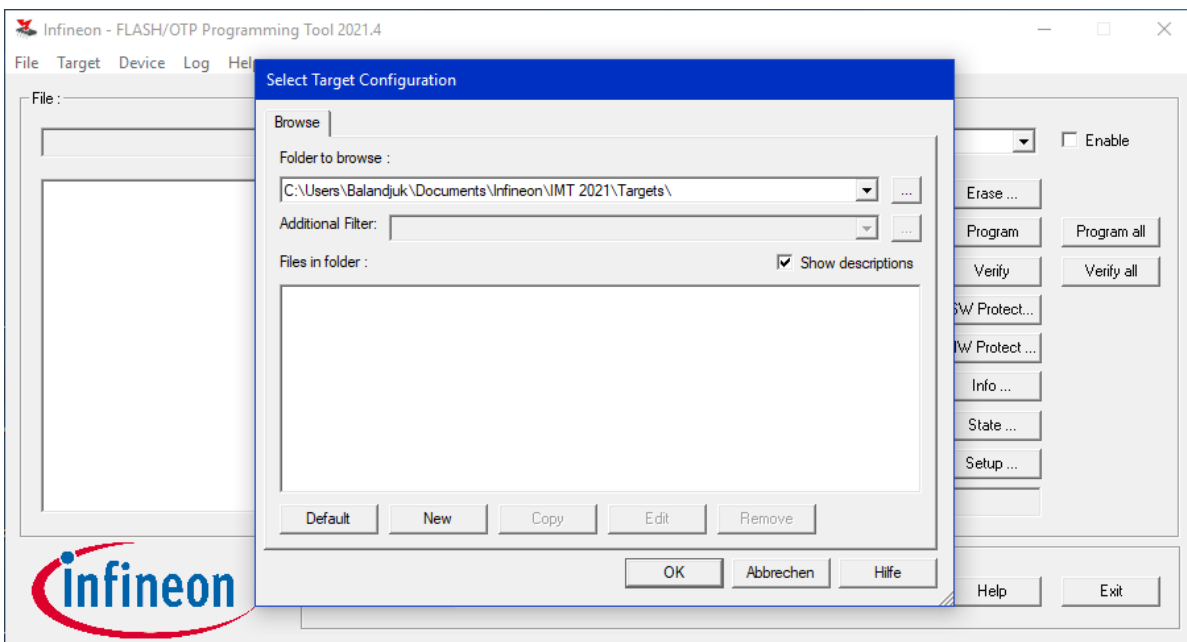 Infineon - FLASH/OTP Programming Tool 2021.4
File Target Device Log
Select Target Configuration
File :
Browse
Enable
Folder to browse :
C:\Users\Balandjuk\Documents\Infineon\IMT 2021\Targets\
...
Erase ...
Additional Filter:
...
Program
Program all
Files in folder :
Show descriptions
Verify
Verify all
Protect...
Protect ...
Info ...
State ...
Setup ...
Default
New
Copy
Edit
Remove
OK
Abbrechen
Hilfe
infineon
Help
Exit